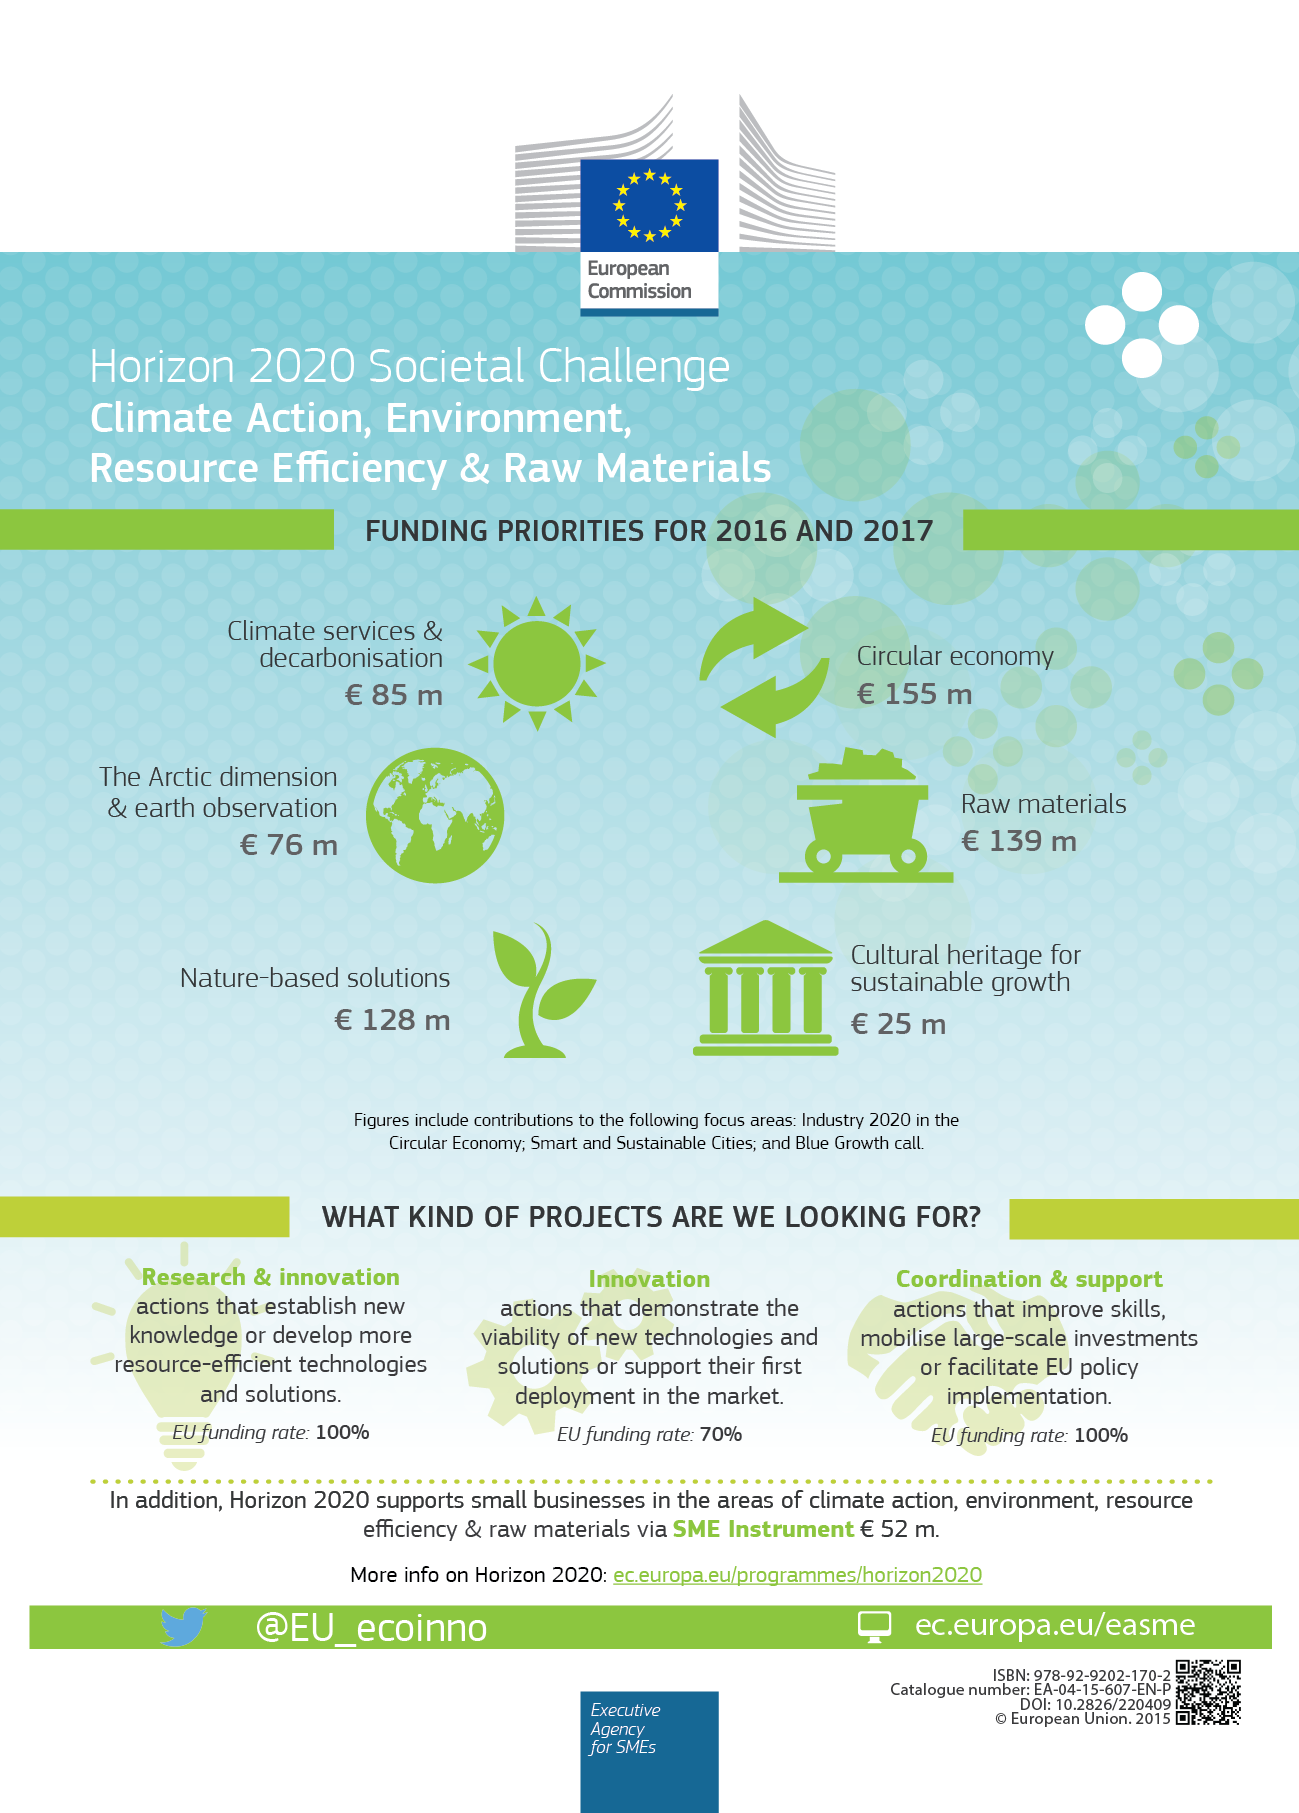 European
Commission
Horizon 2020 Societal Challenge
Climate Action, Environment,
Resource Efficiency & Raw Materials
FUNDING PRIORITIES FOR 2016 AND 2017
Climate services &
decarbonisation
€ 85 m
Circular economy
€ 155 m
The Arctic dimension
& earth observation
€ 76 m
Raw materials
€ 139 m
Nature-based solutions
€ 128 m
Cultural heritage for
sustainable growth
€ 25 m
Figures include contributions to the following focus areas: Industry 2020 in the
Circular Economy; Smart and Sustainable Cities; and Blue Growth call.
WHAT KIND OF PROJECTS ARE WE LOOKING FOR?
Research & innovation
actions that establish new
knowledge or develop more
resource-efficient technologies
and solutions.
EU funding rate: 100%
Innovation
actions that demonstrate the
viability of new technologies and
solutions or support their first
deployment in the market.
EU funding rate: 70%
Coordination & support
actions that improve skills,
mobilise large-scale investments
or facilitate EU policy
implementation.
EU funding rate: 100%
In addition, Horizon 2020 supports small businesses in the areas of climate action, environment, resource
efficiency & raw materials via SME Instrument € 52 m.
More info on Horizon 2020: ec.europa.eu/programmes/horizon2020
@EU_ecoinno
ec.europa.eu/easme
ISBN: 978-92-9202-170-2
Catalogue number: EA-04-15-607-EN-P
DOI: 10.2826/220409
© European Union. 2015
Executive
Agency
for SMEs